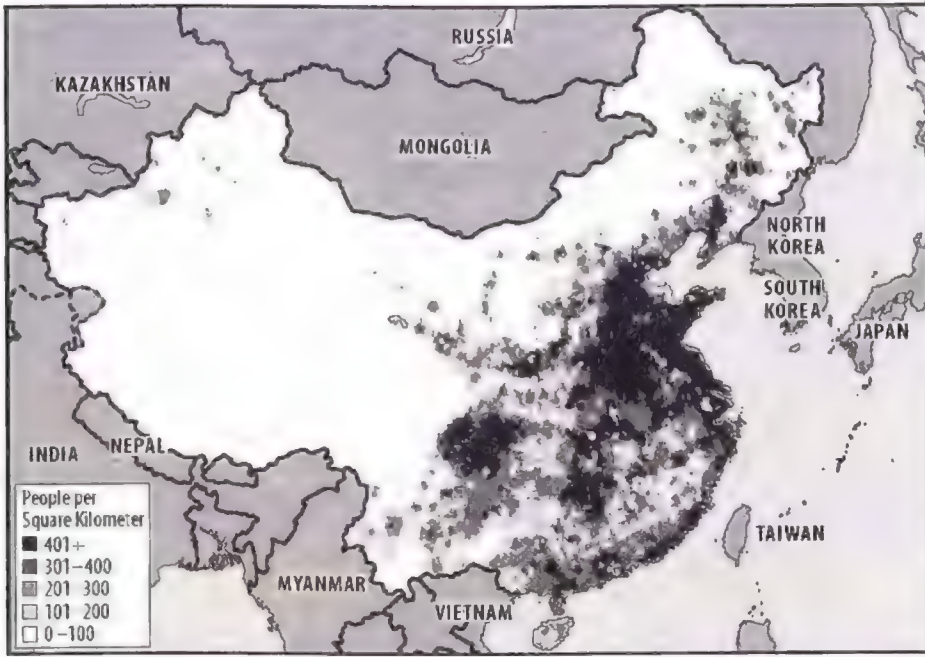 RUSSIA
KAZAKHSTAN
MONGOLIA
NORTH
KOREA
SOUTH
KOREA
JAPAN
INDIA
NEPAL
People per
Square Kilometer
401+
301–400
201 300
101 200
0–100
TAIWAN
MYANMAR
VIETNAM